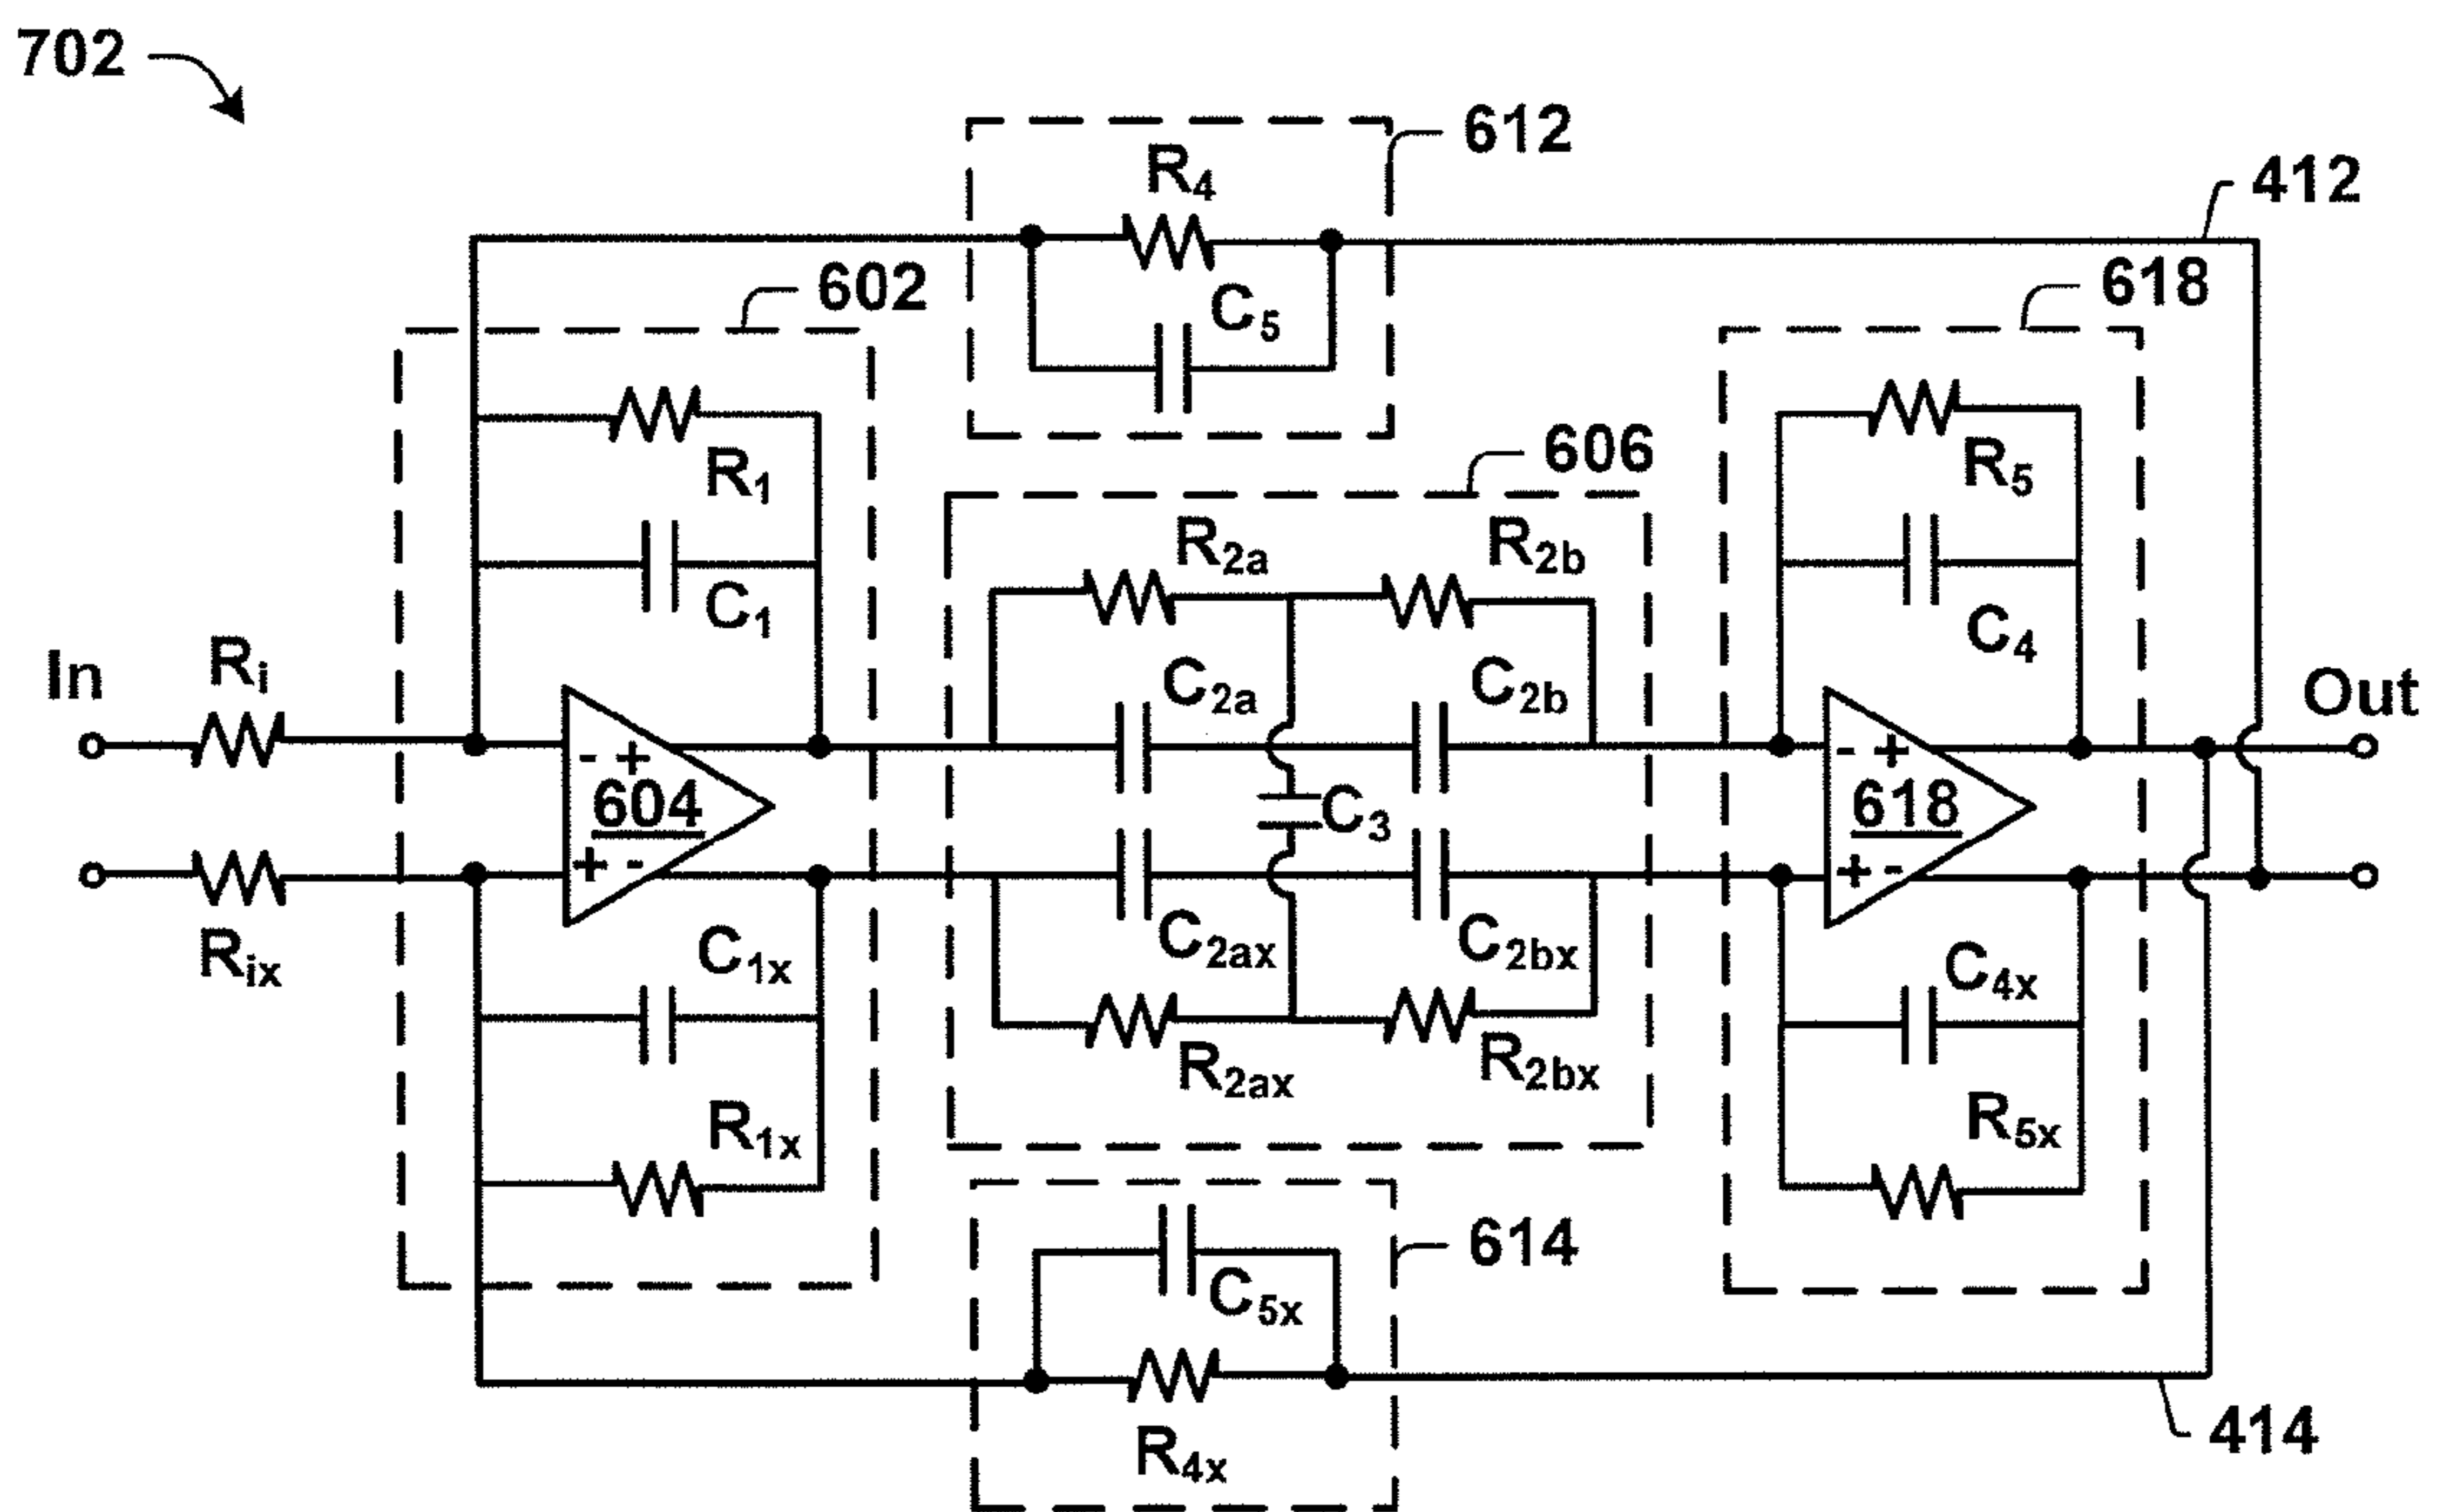 702
612
R4
412
602
618
C5
R1
606
R5
R2a
R2b
C1
C4
In
Ri
C2a
C2b
Out
- +
604
+ -
C3
- +
618
+ -
Rix
C1x
C2ax
C2bx
C4x
R1x
R2ax
R2bx
R5x
C5x
614
R4x
414